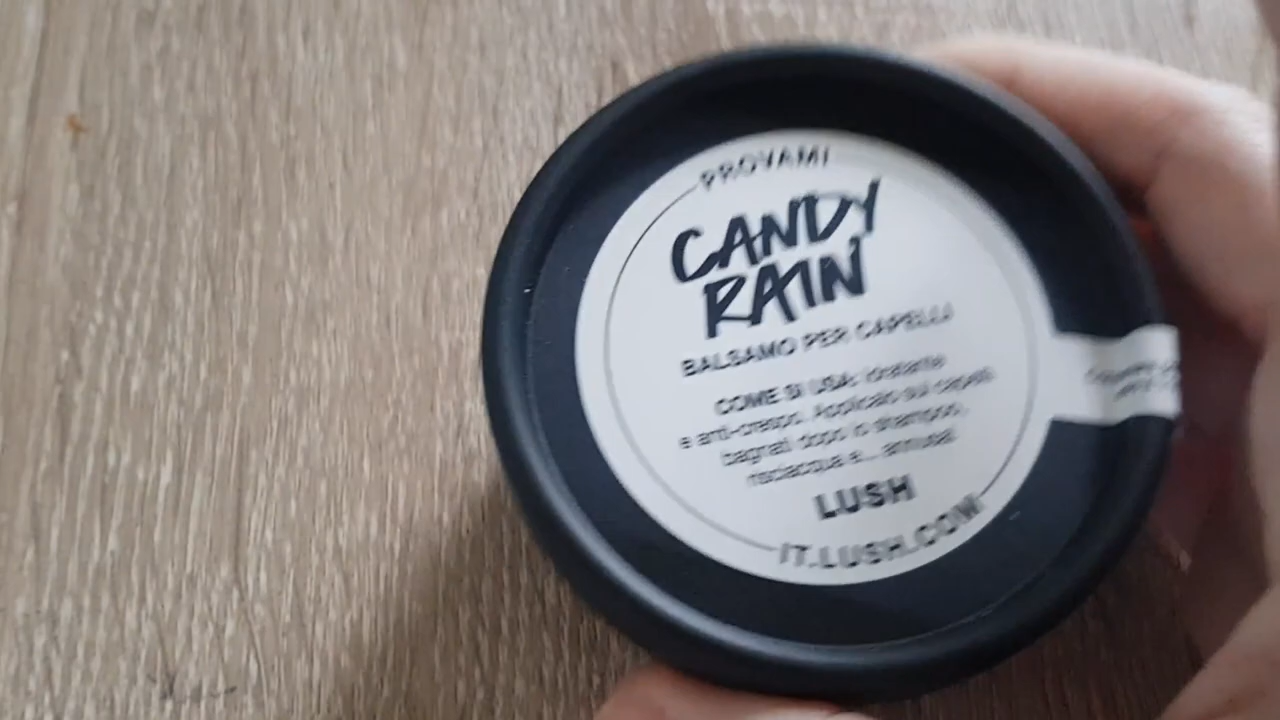 PROVAMI
CANDY
RAIN
BALSAMO PER CAPELLI
COME SI USA: idratante
e anti-crespo. Applicalo sui capelli
bagnati dopo lo shampoo,
risciacqua e... annusa!
LUSH
IT.LUSH.COM